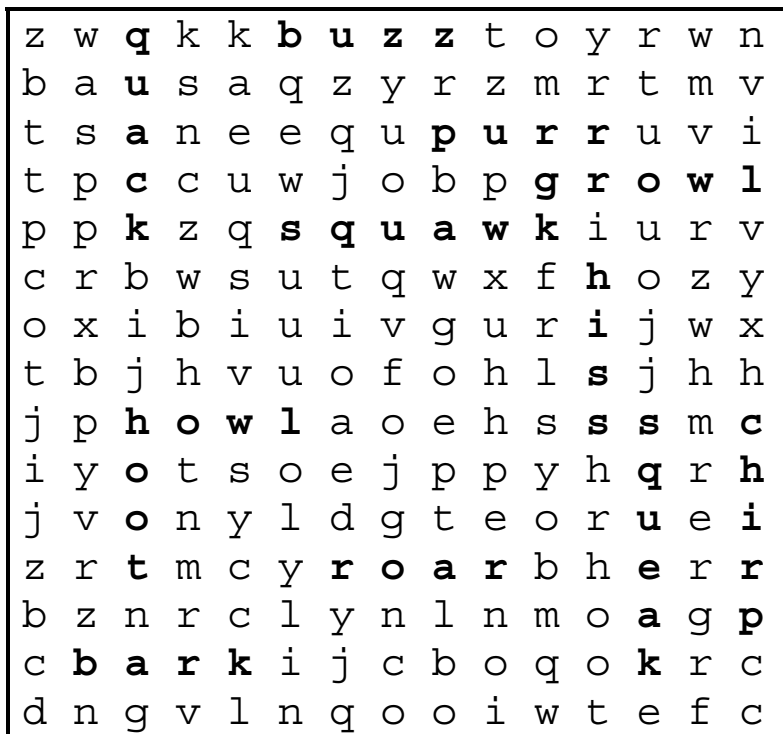 z w q k k b u z z t o y r w n
b a u s a q z y r z m r t m v
t s a n e e q u p u r r u v i
t p c c u w j o b p g r o w l
p p k z q s q u a w k i u r v
c r b w s u t q w x f h o z y
o x i b i u i v g u r i j w x
t b j h v u o f o h l s j h h
j p h o w l a o e h s s s m c
i y o t s o e j p p y h q r h
j v o n y l d g t e o r u e i
z r t m c y r o a r b h e r r
b z n r c l y n l n m o a g p
c b a r k i j c b o q o k r c
d n g v l n q o o i w t e f c